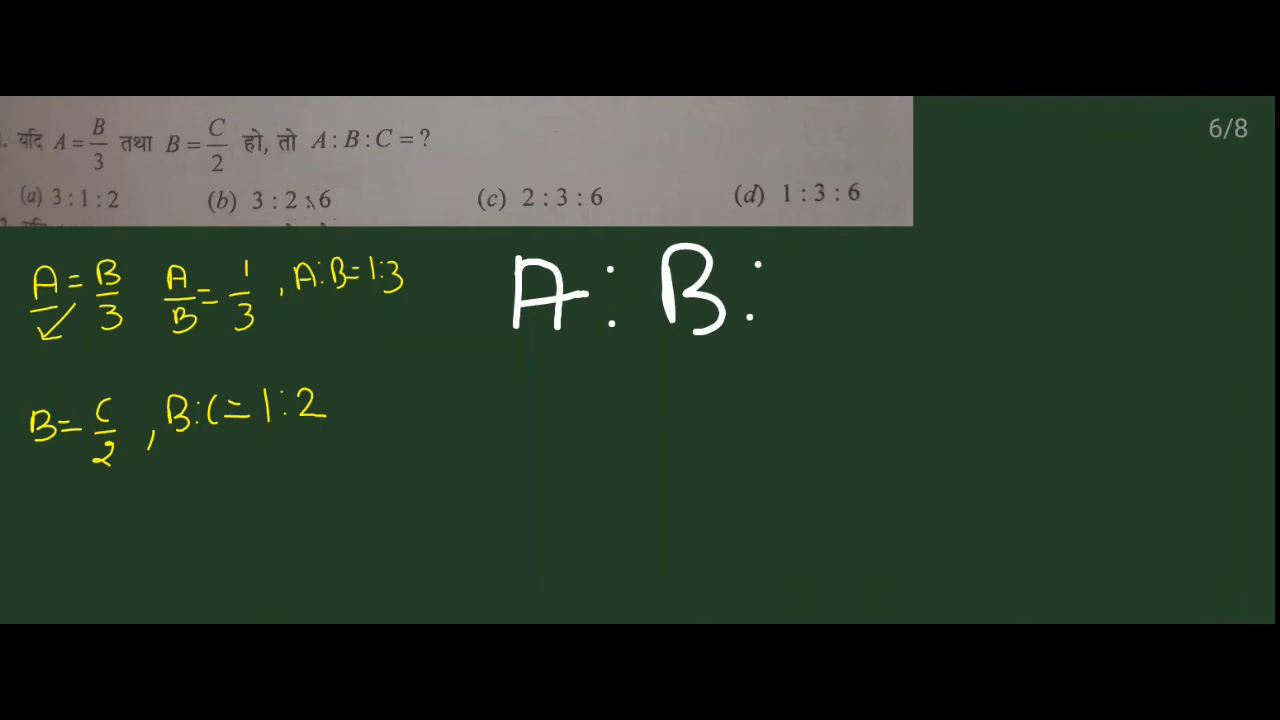 1. यदि A = B/3 तथा B = C/2 हो, तो A : B : C = ?
(a) 3 : 1 : 2 (b) 3 : 2 : 6 (c) 2 : 3 : 6 (d) 1 : 3 : 6
6/8
A = B/3 A/B = 1/3 , A:B = 1:3
A : B :
B = C/2 , B:C = 1:2